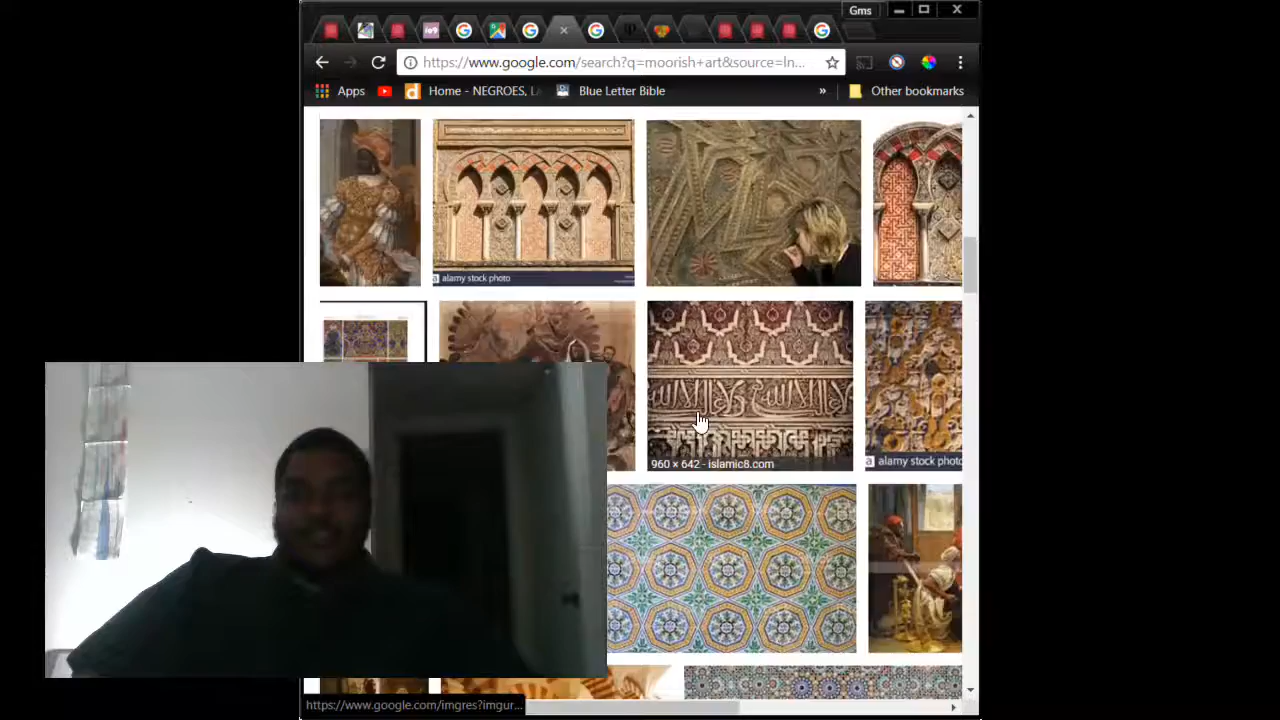 Gms
https://www.google.com/search?q=moorish+art&source=ln...
Apps
Home - NEGROES, LA
Blue Letter Bible
»
Other bookmarks
a alamy stock photo
960 × 642 - islamic8.com
a alamy stock photo
https://www.google.com/imgres?imgur...